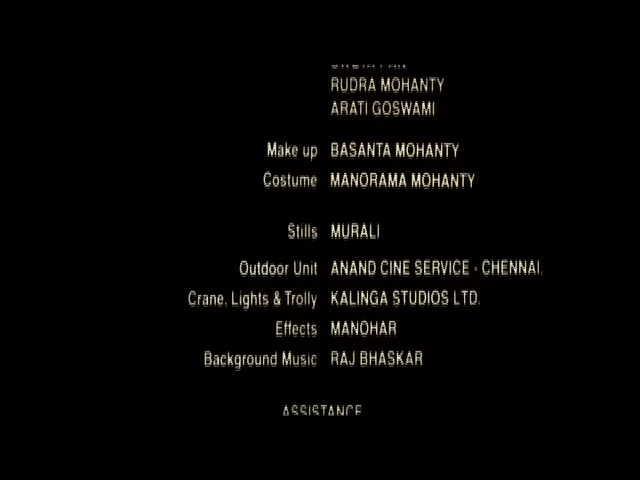 RUDRA MOHANTY
ARATI GOSWAMI
Make up BASANTA MOHANTY
Costume MANORAMA MOHANTY
Stills MURALI
Outdoor Unit ANAND CINE SERVICE - CHENNAI.
Crane, Lights & Trolly KALINGA STUDIOS LTD.
Effects MANOHAR
Background Music RAJ BHASKAR
ASSISTANCE